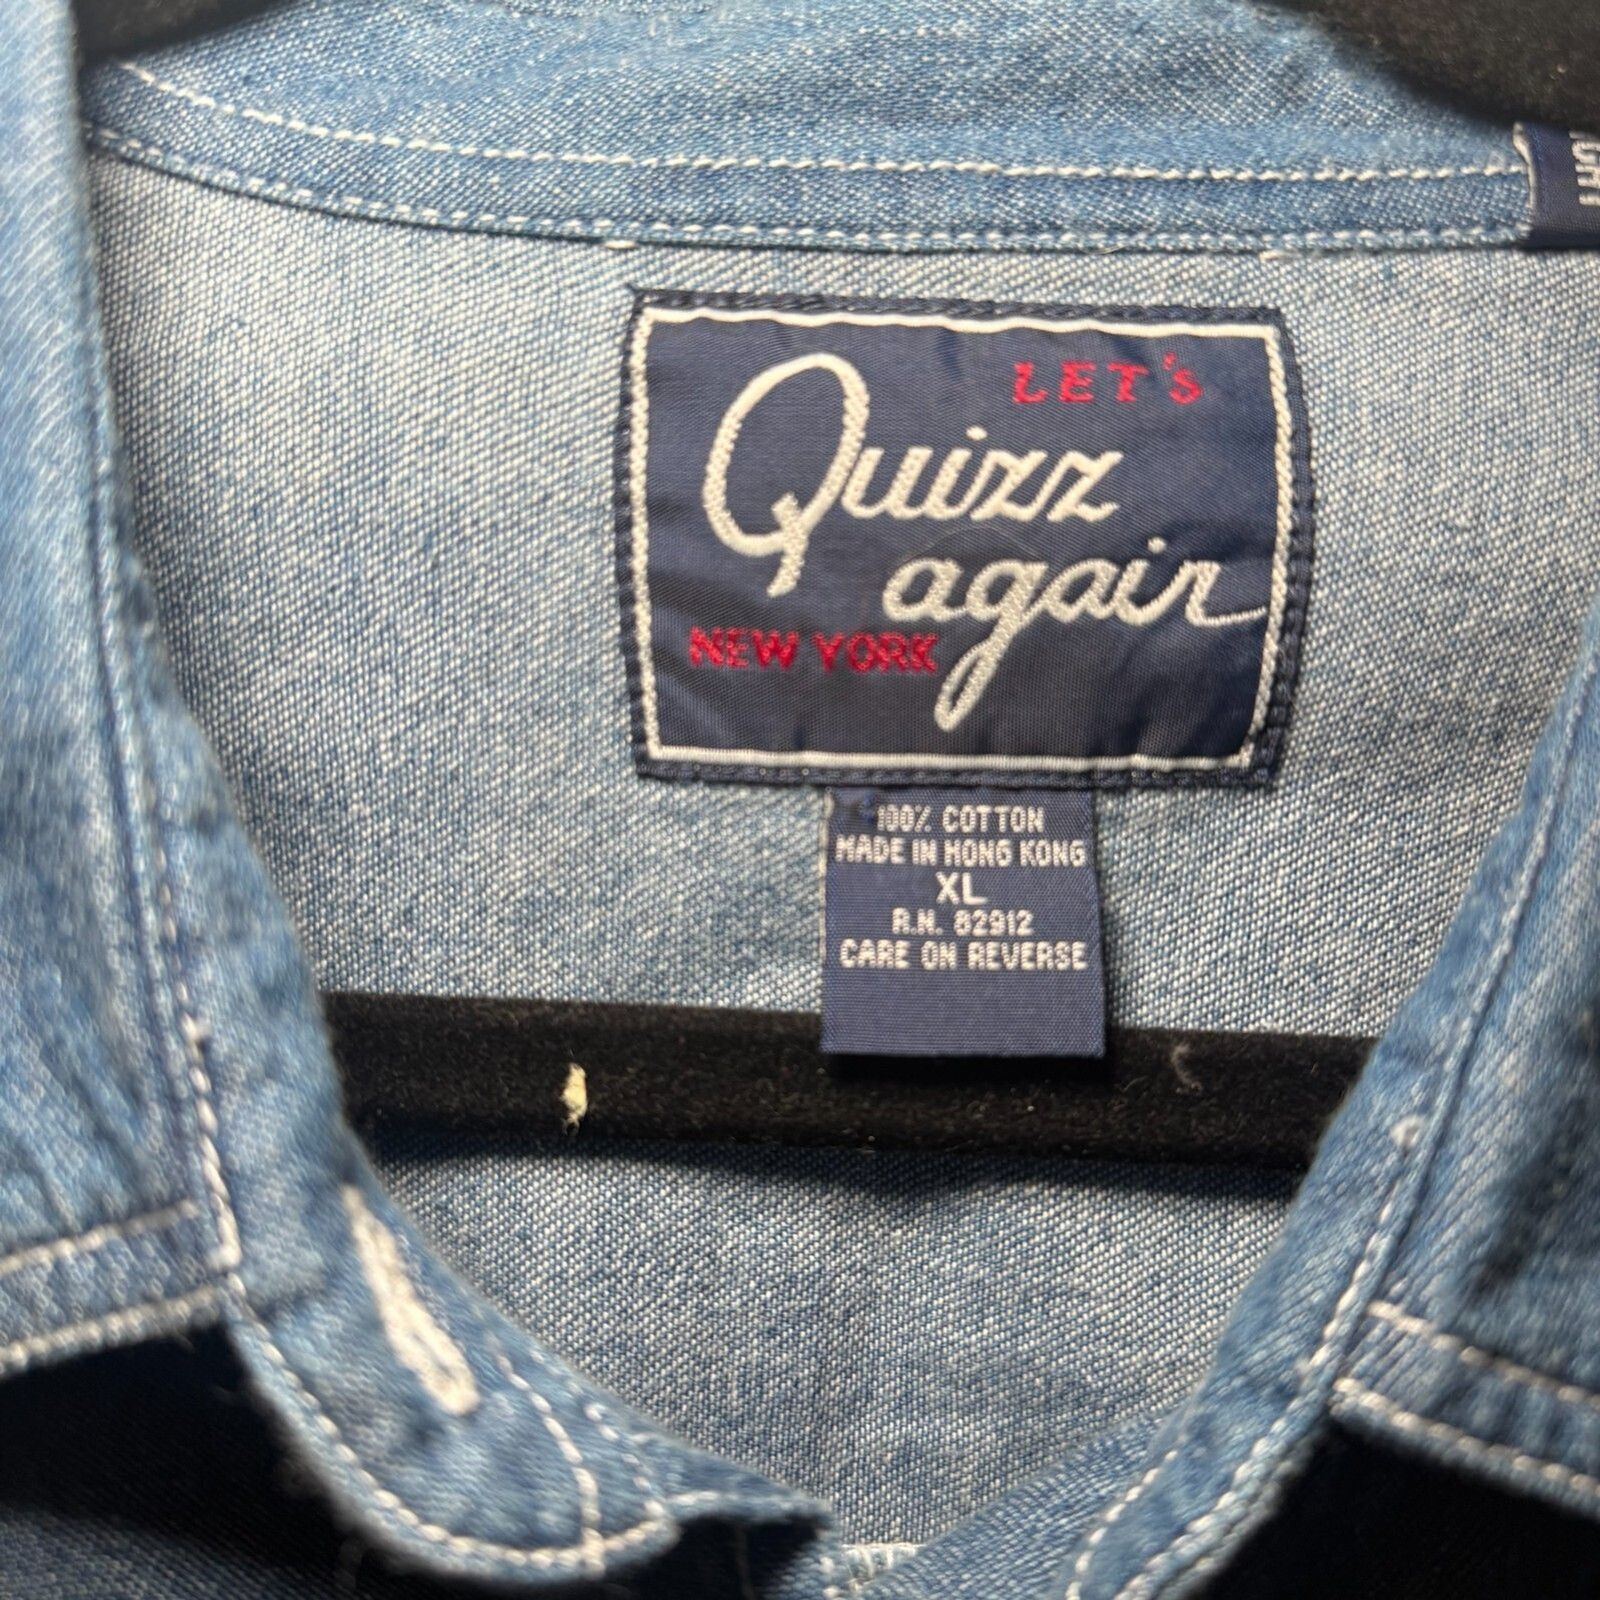 LET'S
Quizz
again
NEW YORK
100% COTTON
MADE IN HONG KONG
XL
R.N. 82912
CARE ON REVERSE